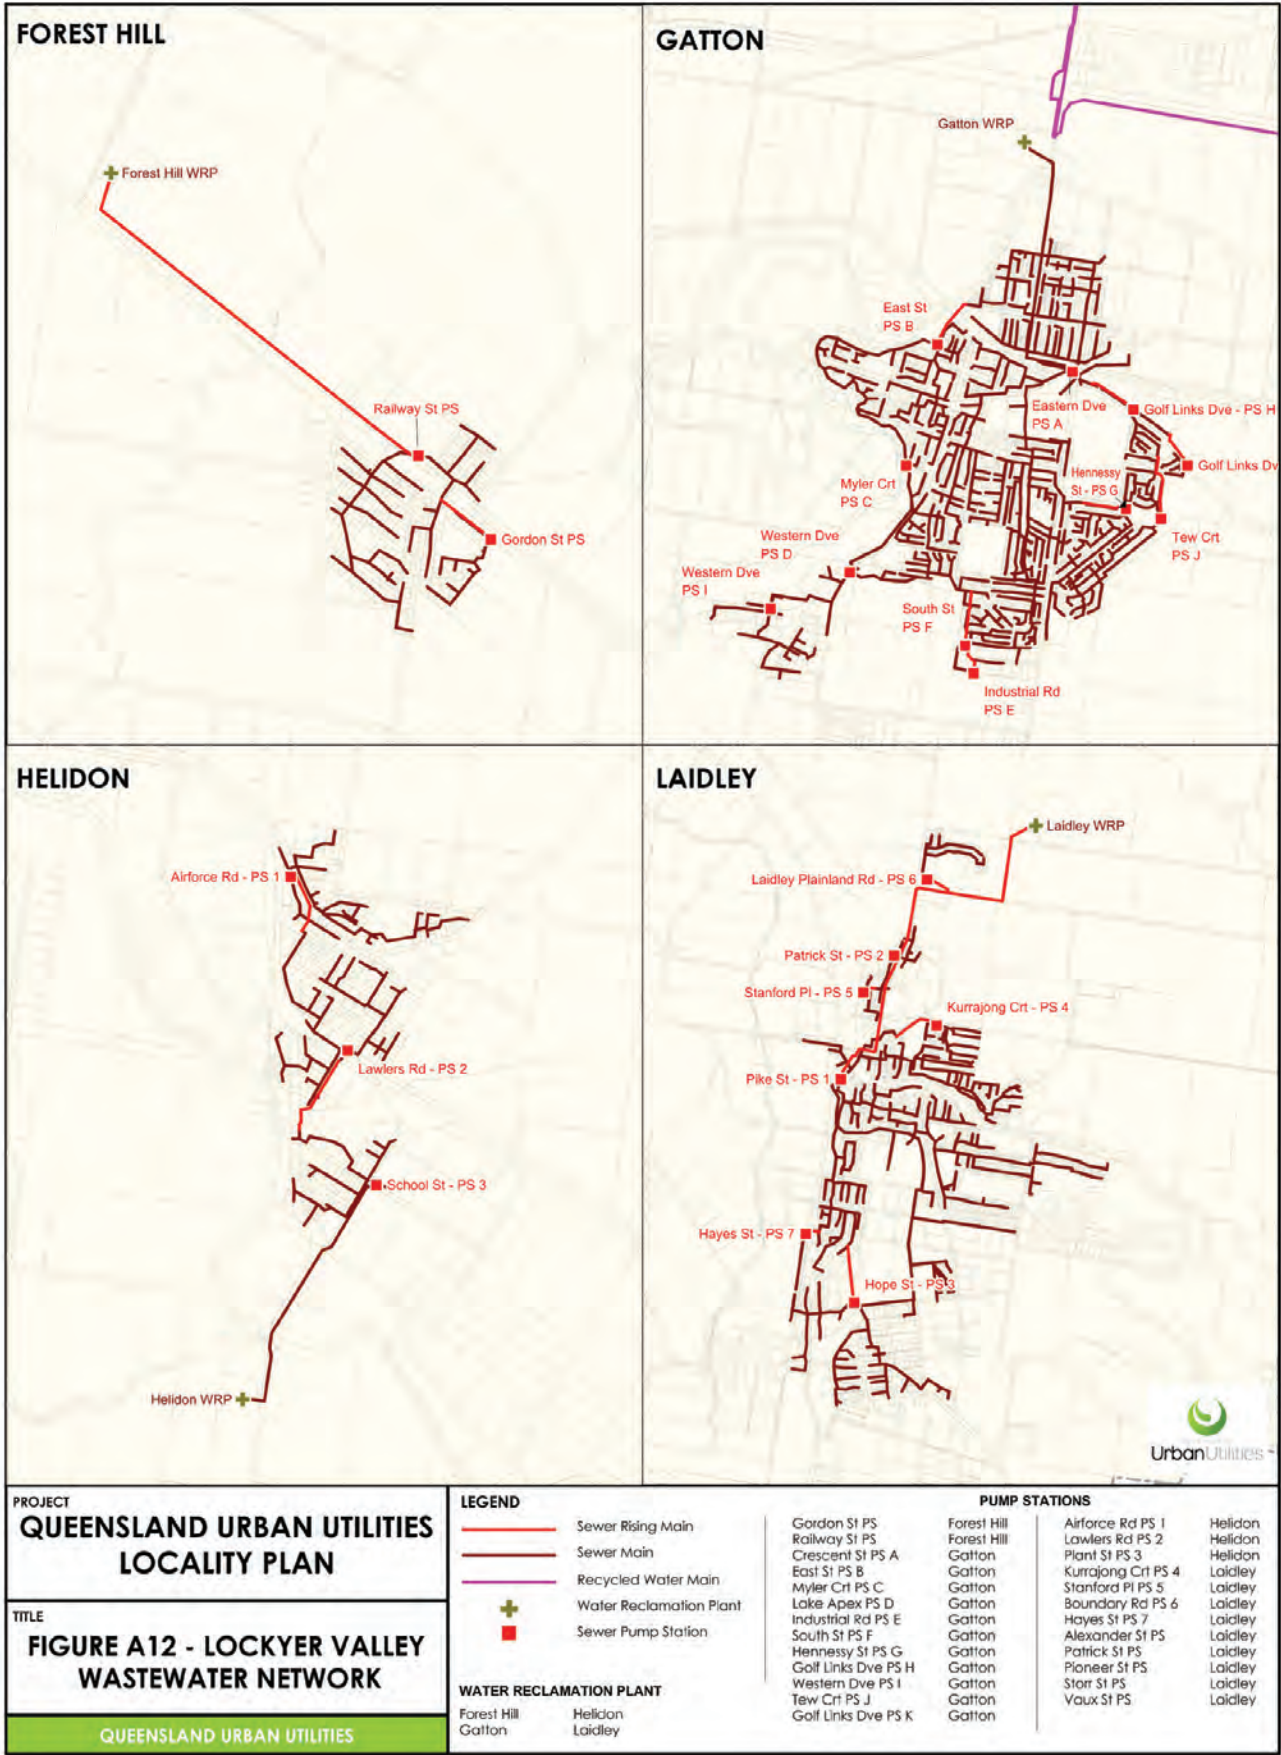 FOREST HILL
Forest Hill WRP
Railway St PS
Gordon St PS
GATTON
Gatton WRP
East St
PS B
Eastern Dve
PS A
Golf Links Dve - PS H
Golf Links Dv
Hennessy
St - PS G
Myler Crt
PS C
Tew Crt
PS J
Western Dve
PS D
Western Dve
PS I
South St
PS F
Industrial Rd
PS E
HELIDON
Airforce Rd - PS 1
Lawlers Rd - PS 2
School St - PS 3
Helidon WRP
LAIDLEY
Laidley WRP
Laidley Plainland Rd - PS 6
Patrick St - PS 2
Stanford Pl - PS 5
Kurrajong Crt - PS 4
Pike St - PS 1
Hayes St - PS 7
Hope St - PS 3
UrbanUtilities
PROJECT
QUEENSLAND URBAN UTILITIES
LOCALITY PLAN
TITLE
FIGURE A12 - LOCKYER VALLEY
WASTEWATER NETWORK
QUEENSLAND URBAN UTILITIES
LEGEND
Sewer Rising Main
Sewer Main
Recycled Water Main
Water Reclamation Plant
Sewer Pump Station
WATER RECLAMATION PLANT
Forest Hill Helidon
Gatton Laidley
PUMP STATIONS
Gordon St PS Forest Hill
Railway St PS Forest Hill
Crescent St PS A Gatton
East St PS B Gatton
Myler Crt PS C Gatton
Lake Apex PS D Gatton
Industrial Rd PS E Gatton
South St PS F Gatton
Hennessy St PS G Gatton
Golf Links Dve PS H Gatton
Western Dve PS I Gatton
Tew Crt PS J Gatton
Golf Links Dve PS K Gatton
Airforce Rd PS 1 Helidon
Lawlers Rd PS 2 Helidon
Plant St PS 3 Helidon
Kurrajong Crt PS 4 Laidley
Stanford Pl PS 5 Laidley
Boundary Rd PS 6 Laidley
Hayes St PS 7 Laidley
Alexander St PS Laidley
Patrick St PS Laidley
Pioneer St PS Laidley
Storr St PS Laidley
Vaux St PS Laidley